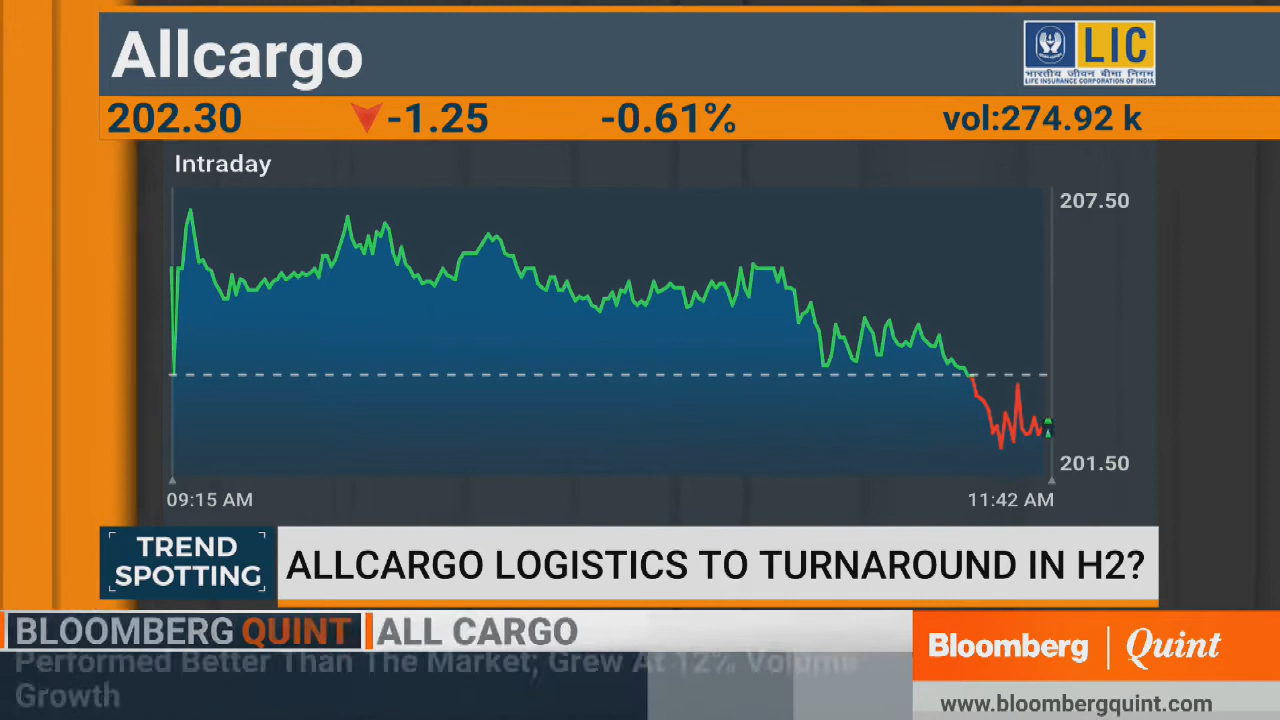 Allcargo
LIC
भारतीय जीवन बीमा निगम
LIFE INSURANCE CORPORATION OF INDIA
202.30 -1.25 -0.61% vol:274.92 k
Intraday
207.50
201.50
09:15 AM 11:42 AM
TREND
SPOTTING
ALLCARGO LOGISTICS TO TURNAROUND IN H2?
BLOOMBERG QUINT ALL CARGO
Performed Better Than The Market; Grew At 12% Volume
Growth
Bloomberg | Quint
www.bloombergquint.com